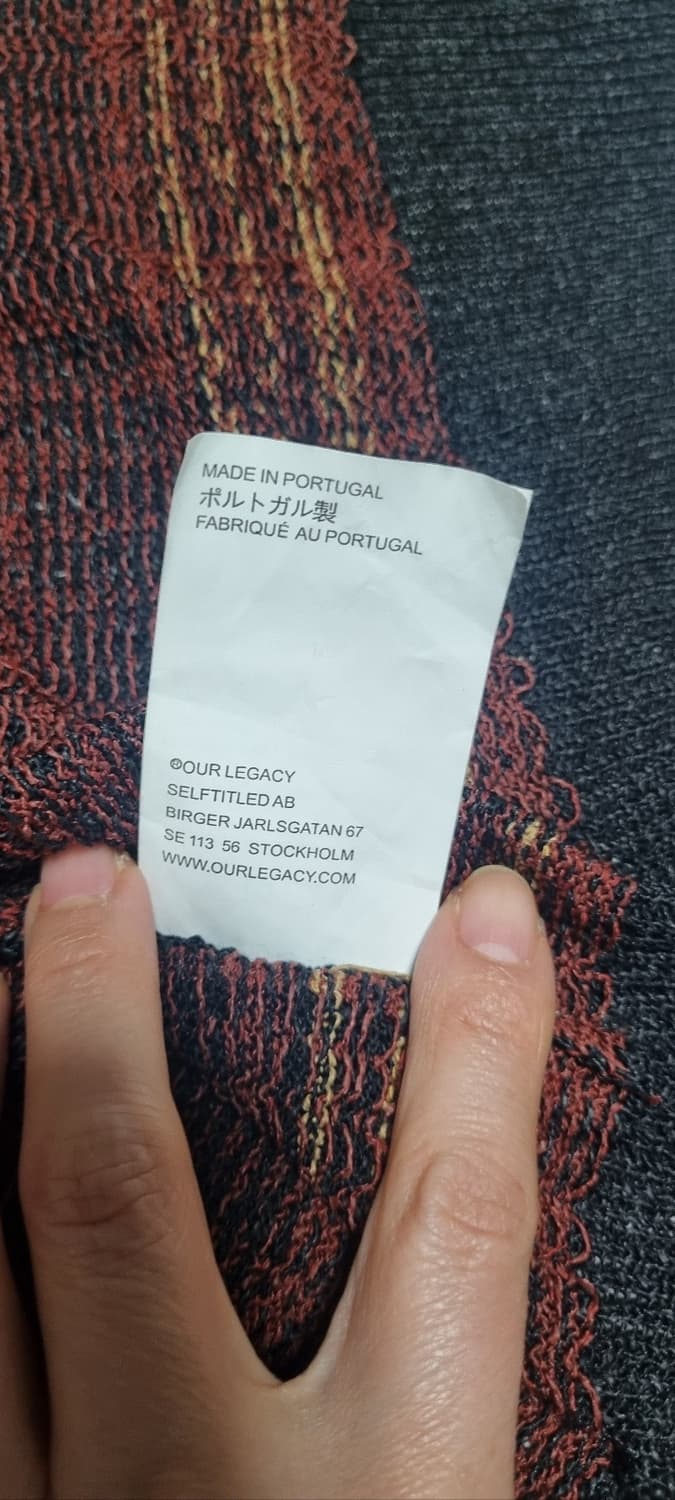 MADE IN PORTUGAL
ポルトガル製
FABRIQUÉ AU PORTUGAL
®OUR LEGACY
SELFTITLED AB
BIRGER JARLSGATAN 67
SE 113 56 STOCKHOLM
WWW.OURLEGACY.COM